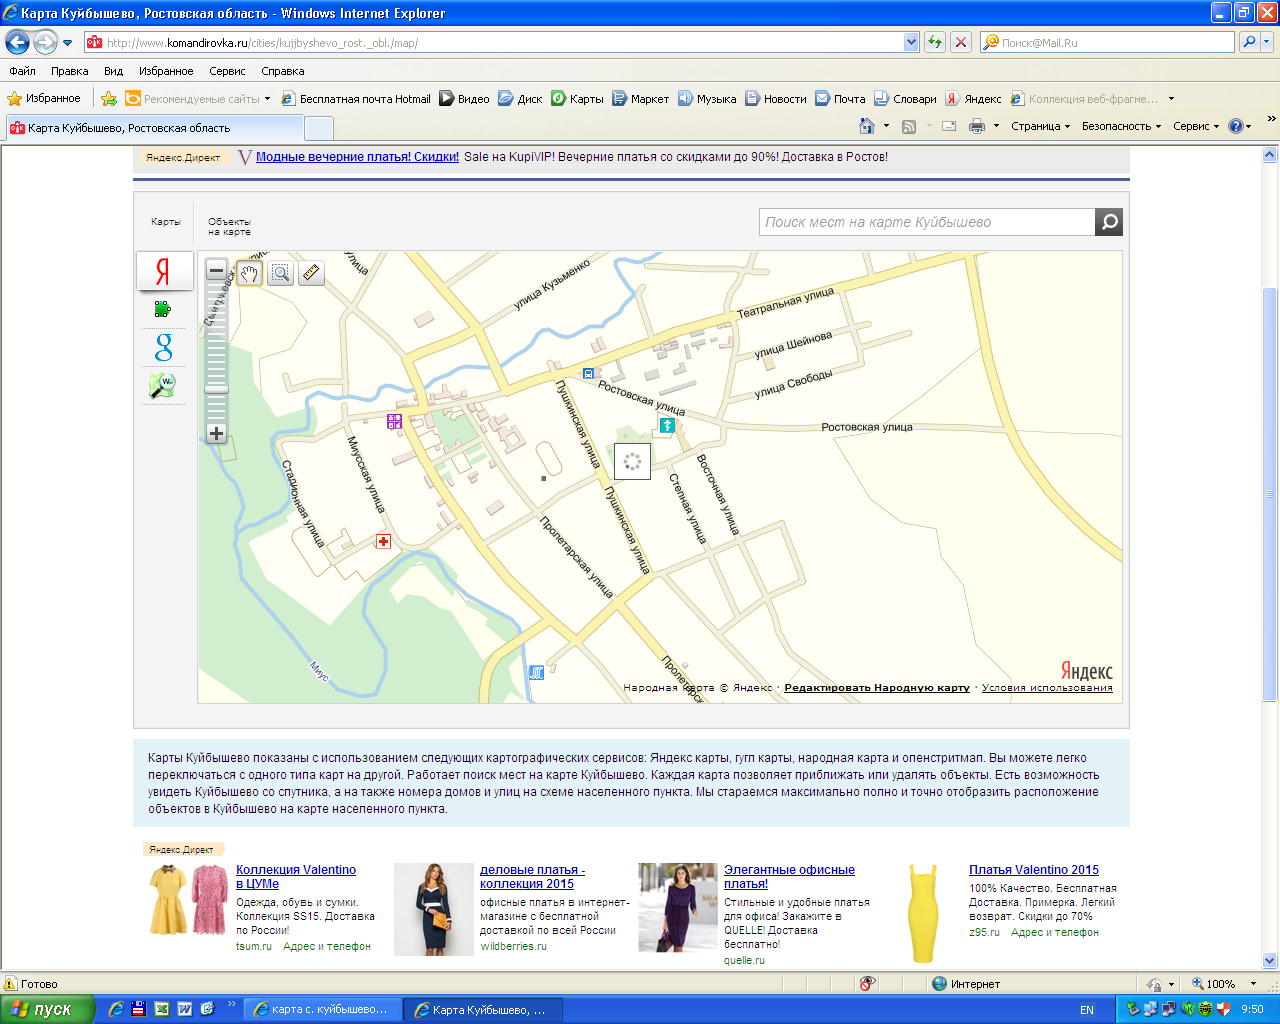 Карта Куйбышево, Ростовская область - Windows Internet Explorer
http://www.komandirovka.ru/cities/kujjbyshevo_rost._obl./map/
Поиск@Mail.Ru
Файл Правка Вид Избранное Сервис Справка
Избранное Рекомендуемые сайты Бесплатная почта Hotmail Видео Диск Карты Маркет Музыка Новости Почта Словари Яндекс Коллекция веб-фрагме...
Карта Куйбышево, Ростовская область
Страница Безопасность Сервис
Яндекс.Директ Модные вечерние платья! Скидки! Sale на KupiVIP! Вечерние платья со скидками до 90%! Доставка в Ростов!
Карты
Объекты
на карте
Поиск мест на карте Куйбышево
Я
g
W
улица Кузьменко
Театральная улица
улица Шейнова
улица Свободы
Ростовская улица
Ростовская улица
Пушкинская улица
Миусская улица
Стадионная улица
Восточная улица
Степная улица
Пушкинская улица
Пролетарская улица
Миус
Пролетарск
Яндекс
Народная карта © Яндекс · Редактировать Народную карту · Условия использования
Карты Куйбышево показаны с использованием следующих картографических сервисов: Яндекс карты, гугл карты, народная карта и опенстритмап. Вы можете легко
переключаться с одного типа карт на другой. Работает поиск мест на карте Куйбышево. Каждая карта позволяет приближать или удалять объекты. Есть возможность
увидеть Куйбышево со спутника, а на также номера домов и улиц на схеме населенного пункта. Мы стараемся максимально полно и точно отобразить расположение
объектов в Куйбышево на карте населенного пункта.
Яндекс.Директ
Коллекция Valentino
в ЦУМе
Одежда, обувь и сумки.
Коллекция SS15. Доставка
по России!
tsum.ru Адрес и телефон
деловые платья -
коллекция 2015
офисные платья в интернет-
магазине с бесплатной
доставкой по всей России
wildberries.ru
Элегантные офисные
платья!
Стильные и удобные платья
для офиса! Закажите в
QUELLE! Доставка
бесплатно!
quelle.ru
Платья Valentino 2015
100% Качество. Бесплатная
Доставка. Примерка. Легкий
возврат. Скидки до 70%
z95.ru Адрес и телефон
Готово
Интернет
100%
пуск
карта с. куйбышево...
Карта Куйбышево, ...
EN
9:50